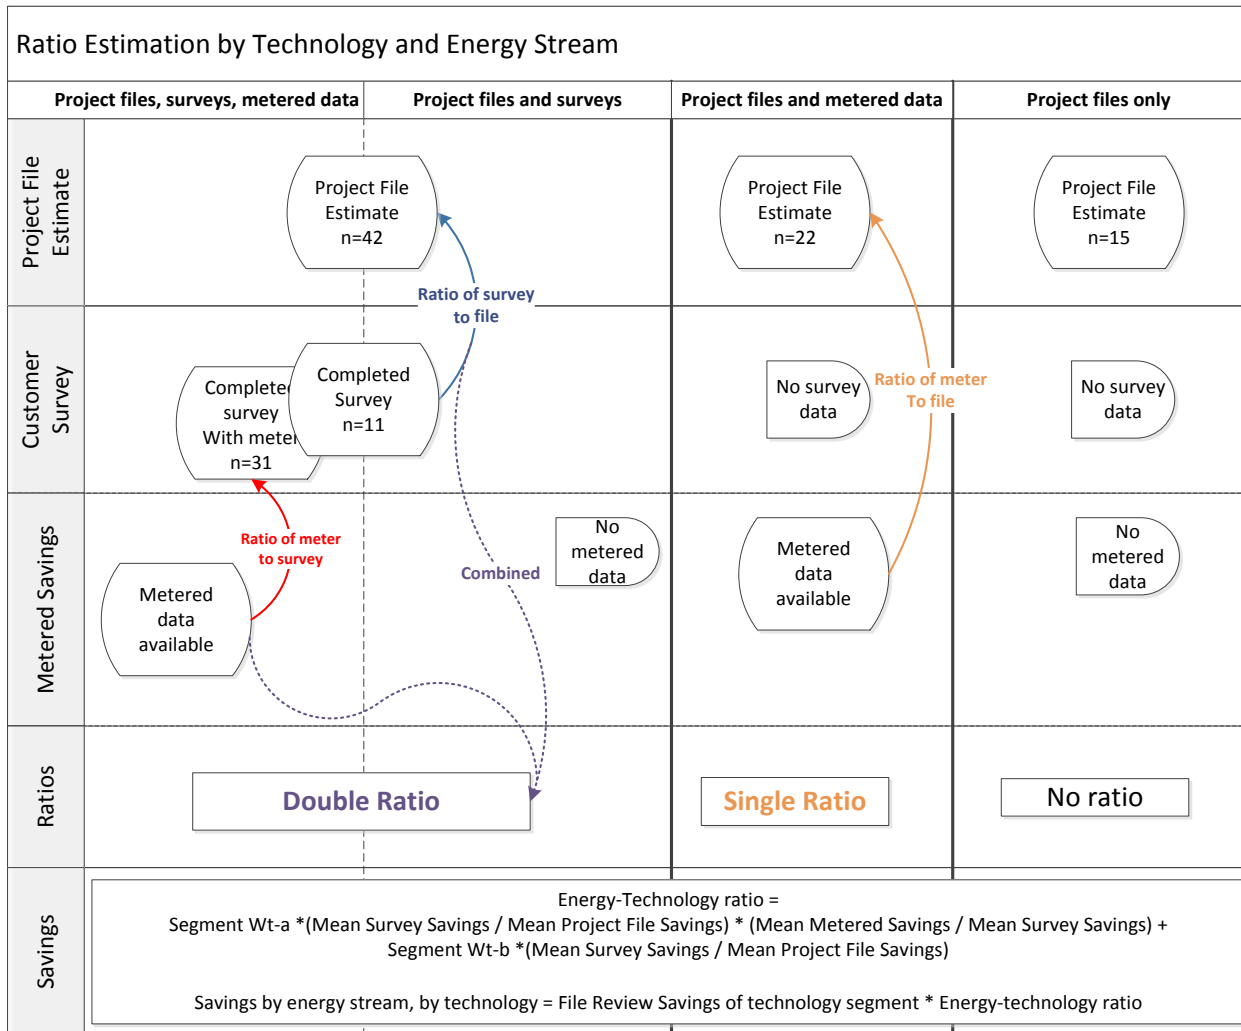 Ratio Estimation by Technology and Energy Stream
Project files, surveys, metered data
Project files and surveys
Project files and metered data
Project files only
Project File
Estimate
Project File
Estimate
n=42
Project File
Estimate
n=22
Project File
Estimate
n=15
Ratio of survey
to file
Customer
Survey
Completed
survey
With meter
n=31
Completed
Survey
n=11
No survey
data
Ratio of meter
To file
No survey
data
Metered Savings
Ratio of meter
to survey
Metered
data
available
Combined
No
metered
data
Metered
data
available
No
metered
data
Ratios
Double Ratio
Single Ratio
No ratio
Savings
Energy-Technology ratio =
Segment Wt-a *(Mean Survey Savings / Mean Project File Savings) * (Mean Metered Savings / Mean Survey Savings) +
Segment Wt-b *(Mean Survey Savings / Mean Project File Savings)
Savings by energy stream, by technology = File Review Savings of technology segment * Energy-technology ratio